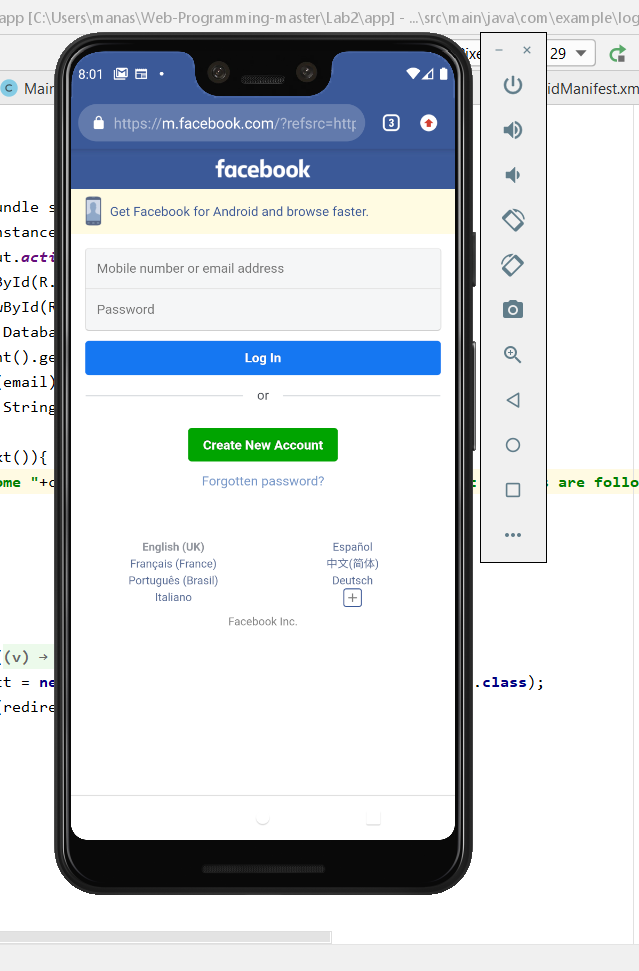 app [C:\Users\manas\Web-Programming-master\Lab2\app] - ...\src\main\java\com\example\log
29
C
idManifest.xm
8:01
https://m.facebook.com/?refsrc=http
3
facebook
Get Facebook for Android and browse faster.
Mobile number or email address
Password
Log In
or
Create New Account
Forgotten password?
English (UK)
Español
Français (France)
中文(简体)
Português (Brasil)
Deutsch
Italiano
Facebook Inc.
undle s
nstance
ut.acti
ById(R.
wById(R
Databa
nt().ge
(email)
String
xt()){
ome "+c
s are follo
((v) →
tt = ne
.class);
(redire